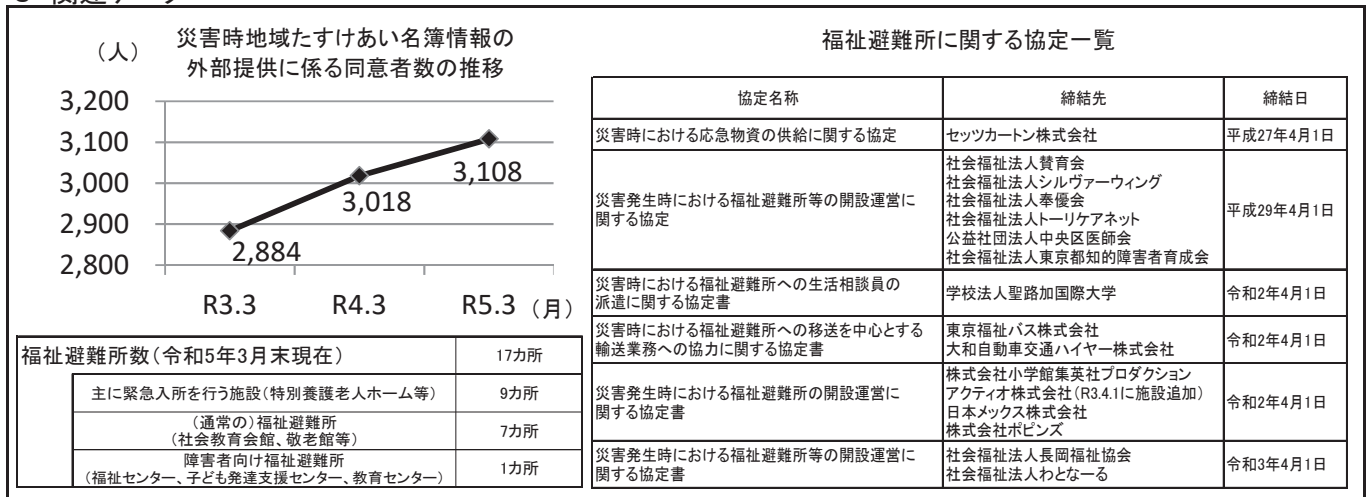 災害時地域たすけあい名簿情報の
外部提供に係る同意者数の推移
（人）
3,200
3,100
3,000
2,900
2,800
2,884
3,018
3,108
R3.3 R4.3 R5.3 （月）
福祉避難所数（令和5年3月末現在） 17カ所
主に緊急入所を行う施設（特別養護老人ホーム等） 9カ所
（通常の）福祉避難所
（社会教育会館、敬老館等）
7カ所
障害者向け福祉避難所
（福祉センター、子ども発達支援センター、教育センター）
1カ所
福祉避難所に関する協定一覧
協定名称 締結先 締結日
災害時における応急物資の供給に関する協定 セッツカートン株式会社 平成27年4月1日
災害発生時における福祉避難所等の開設運営に
関する協定
社会福祉法人賛育会
社会福祉法人シルヴァーウィング
社会福祉法人奉優会
社会福祉法人トーリケアネット
公益社団法人中央区医師会
社会福祉法人東京都知的障害者育成会
平成29年4月1日
災害時における福祉避難所への生活相談員の
派遣に関する協定書
学校法人聖路加国際大学
令和2年4月1日
災害時における福祉避難所への移送を中心とする
輸送業務への協力に関する協定書
東京福祉バス株式会社
大和自動車交通ハイヤー株式会社
令和2年4月1日
災害発生時における福祉避難所の開設運営に
関する協定書
株式会社小学館集英社プロダクション
アクティオ株式会社（R3.4.1に施設追加）
日本メックス株式会社
株式会社ポピンズ
令和2年4月1日
災害発生時における福祉避難所等の開設運営に
関する協定書
社会福祉法人長岡福祉協会
社会福祉法人わとなーる
令和3年4月1日